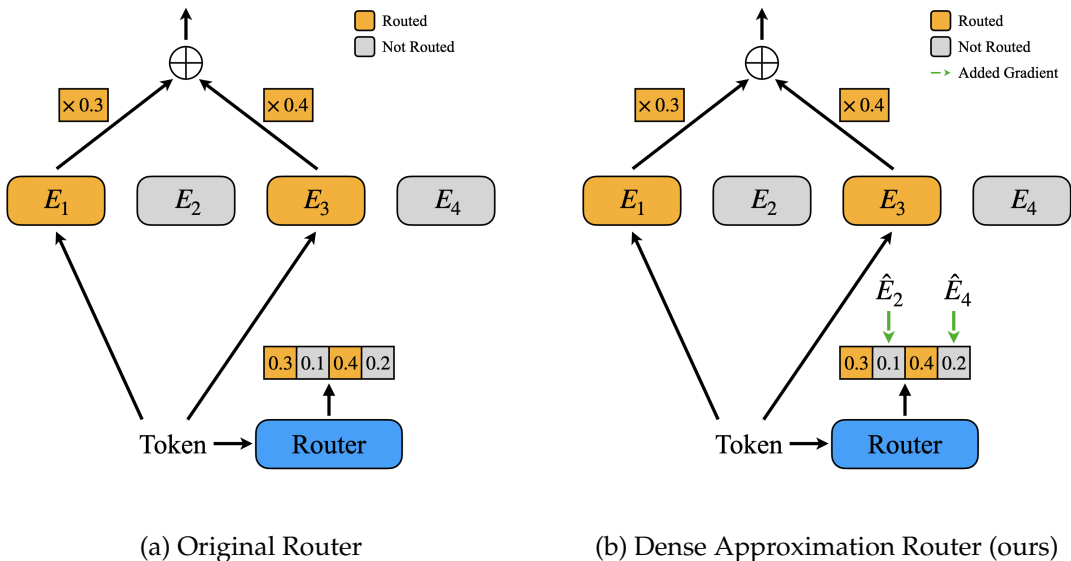 Routed
Not Routed
× 0.3
× 0.4
E₁
E₂
E₃
E₄
0.3 0.1 0.4 0.2
Token
Router
(a) Original Router
Routed
Not Routed
Added Gradient
× 0.3
× 0.4
E₁
E₂
E₃
E₄
Ê₂
Ê₄
0.3 0.1 0.4 0.2
Token
Router
(b) Dense Approximation Router (ours)